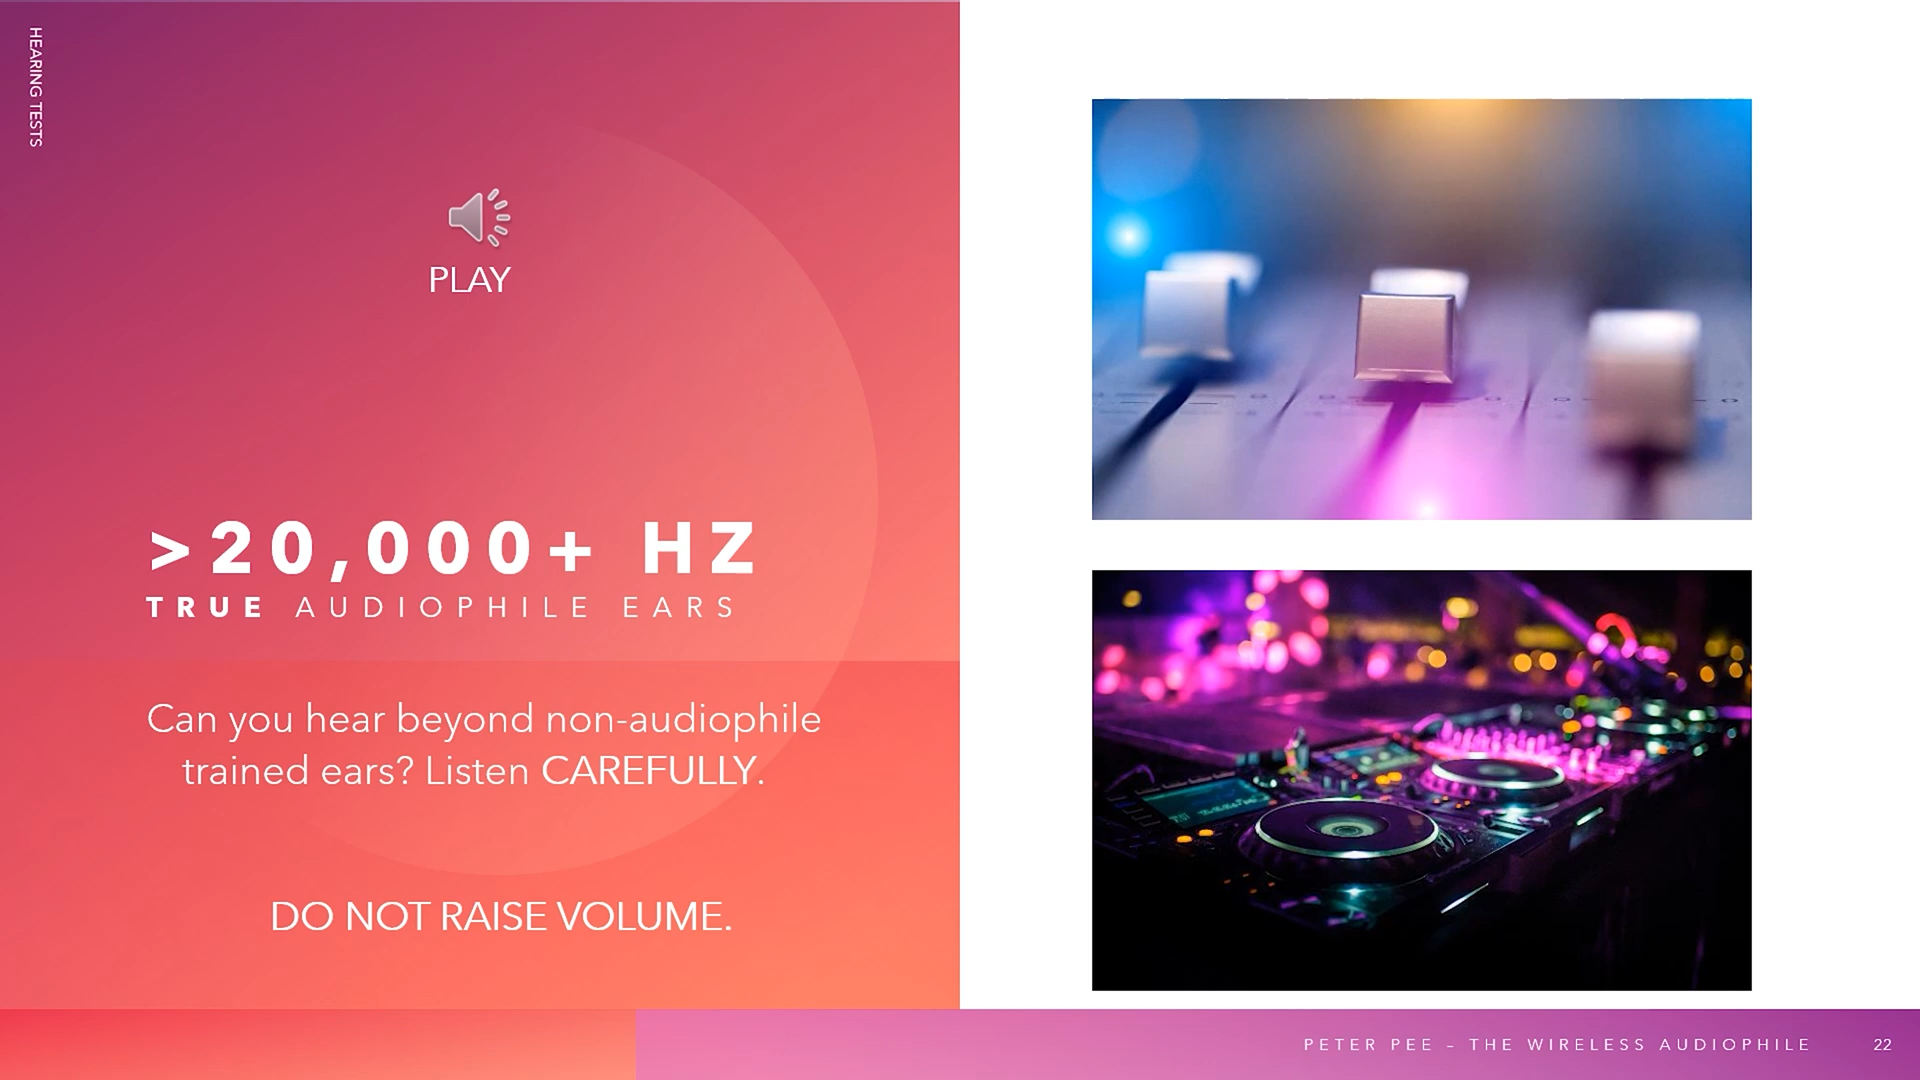 HEARING TESTS
PLAY
>20,000+ HZ
TRUE AUDIOPHILE EARS
Can you hear beyond non-audiophile
trained ears? Listen CAREFULLY.
DO NOT RAISE VOLUME.
PETER PEE – THE WIRELESS AUDIOPHILE
22